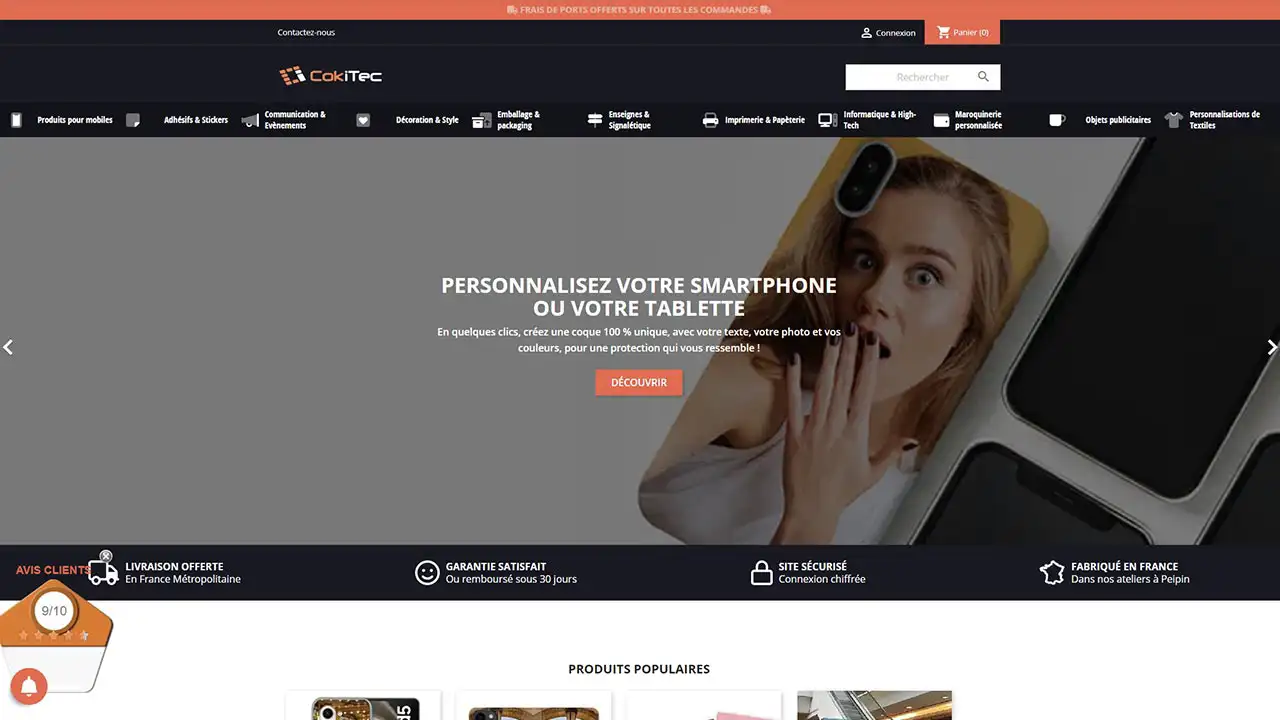 FRAIS DE PORTS OFFERTS SUR TOUTES LES COMMANDES
Contactez-nous
Connexion
Panier (0)
CokiTec
Rechercher
Produits pour mobiles
Adhésifs & Stickers
Communication &
Evènements
Décoration & Style
Emballage &
packaging
Enseignes &
Signalétique
Imprimerie & Papèterie
Informatique & High-
Tech
Maroquinerie
personnalisée
Objets publicitaires
Personnalisations de
Textiles
PERSONNALISEZ VOTRE SMARTPHONE
OU VOTRE TABLETTE
En quelques clics, créez une coque 100 % unique, avec votre texte, votre photo et vos
couleurs, pour une protection qui vous ressemble !
DÉCOUVRIR
AVIS CLIENTS
9/10
LIVRAISON OFFERTE
En France Métropolitaine
GARANTIE SATISFAIT
Ou remboursé sous 30 jours
SITE SÉCURISÉ
Connexion chiffrée
FABRIQUÉ EN FRANCE
Dans nos ateliers à Peipin
PRODUITS POPULAIRES